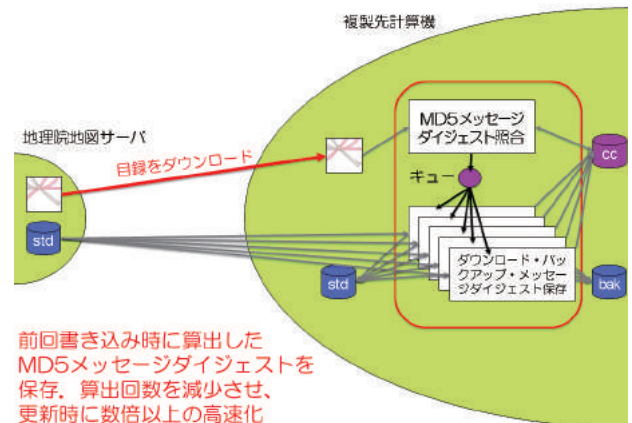 複製先計算機
地理院地図サーバ
目録をダウンロード
MD5メッセージ
ダイジェスト照合
キュー
cc
std
std
ダウンロード・バッ
クアップ・メッセー
ジダイジェスト保存
bak
前回書き込み時に算出した
MD5メッセージダイジェストを
保存．算出回数を減少させ、
更新時に数倍以上の高速化